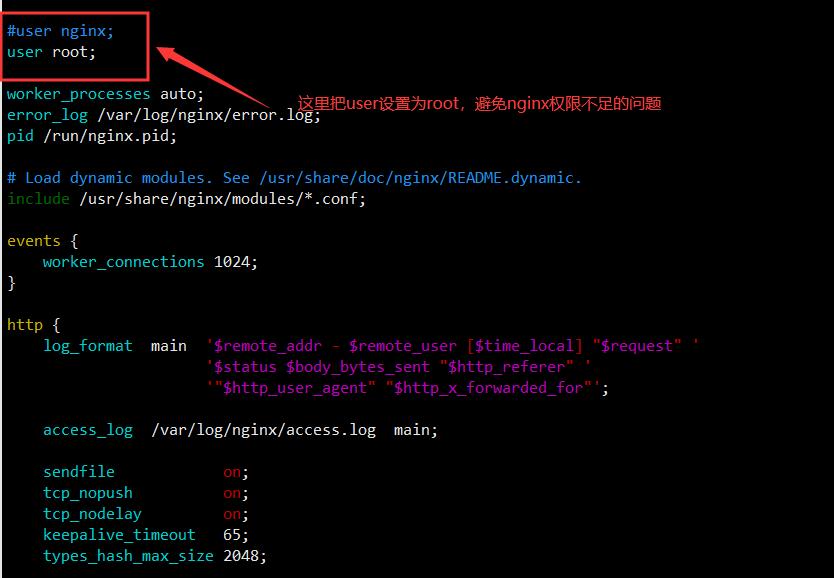 #user nginx;
user root;
worker_processes auto;
这里把user设置为root，避免nginx权限不足的问题
error_log /var/log/nginx/error.log;
pid /run/nginx.pid;
# Load dynamic modules. See /usr/share/doc/nginx/README.dynamic.
include /usr/share/nginx/modules/*.conf;
events {
    worker_connections 1024;
}
http {
    log_format  main  '$remote_addr - $remote_user [$time_local] "$request" '
                      '$status $body_bytes_sent "$http_referer" '
                      '"$http_user_agent" "$http_x_forwarded_for"';
    access_log  /var/log/nginx/access.log  main;
    sendfile            on;
    tcp_nopush          on;
    tcp_nodelay         on;
    keepalive_timeout   65;
    types_hash_max_size 2048;